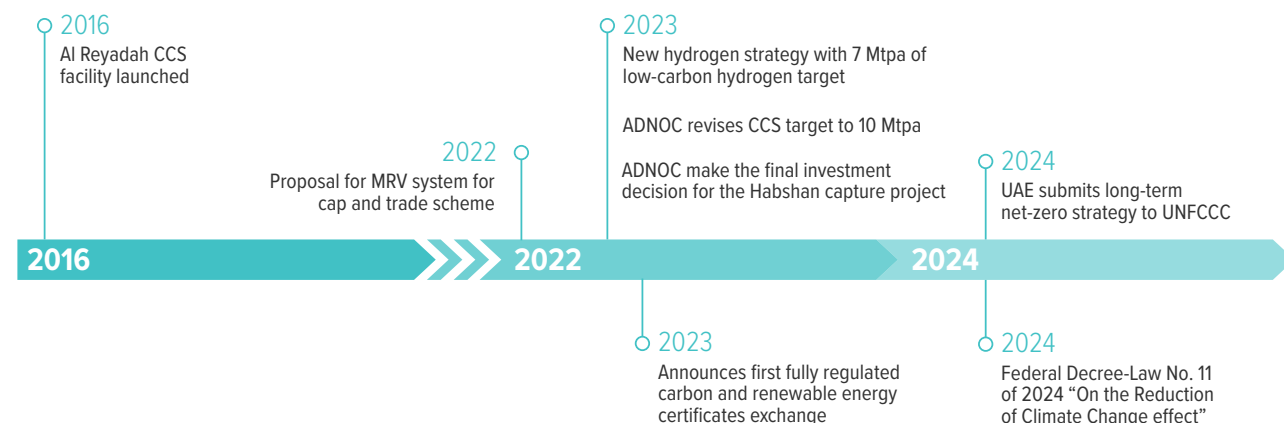 2016
Al Reyadah CCS
facility launched
2022
Proposal for MRV system for
cap and trade scheme
2023
New hydrogen strategy with 7 Mtpa of
low-carbon hydrogen target
ADNOC revises CCS target to 10 Mtpa
ADNOC make the final investment
decision for the Habshan capture project
2024
UAE submits long-term
net-zero strategy to UNFCCC
2016
2022
2024
2023
Announces first fully regulated
carbon and renewable energy
certificates exchange
2024
Federal Decree-Law No. 11
of 2024 “On the Reduction
of Climate Change effect”